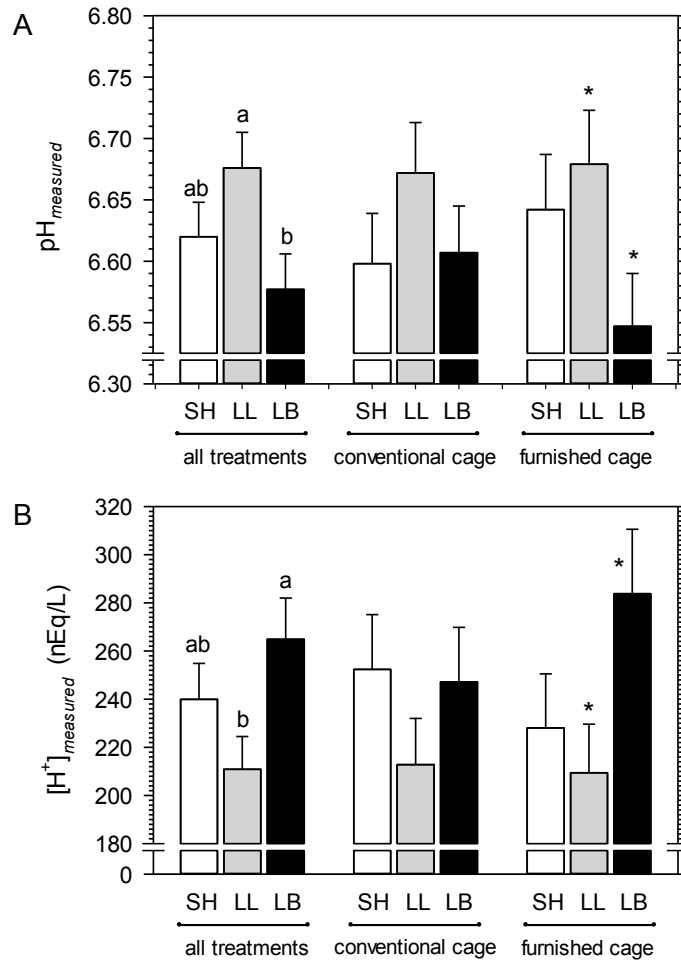 A
6.80
6.75
6.70
6.65
6.60
6.55
6.30
pH measured
ab
a
b
*
*
SH LL LB SH LL LB SH LL LB
all treatments conventional cage furnished cage
B
320
300
280
260
240
220
200
180
0
[H+] measured (nEq/L)
ab
b
a
*
*
SH LL LB SH LL LB SH LL LB
all treatments conventional cage furnished cage